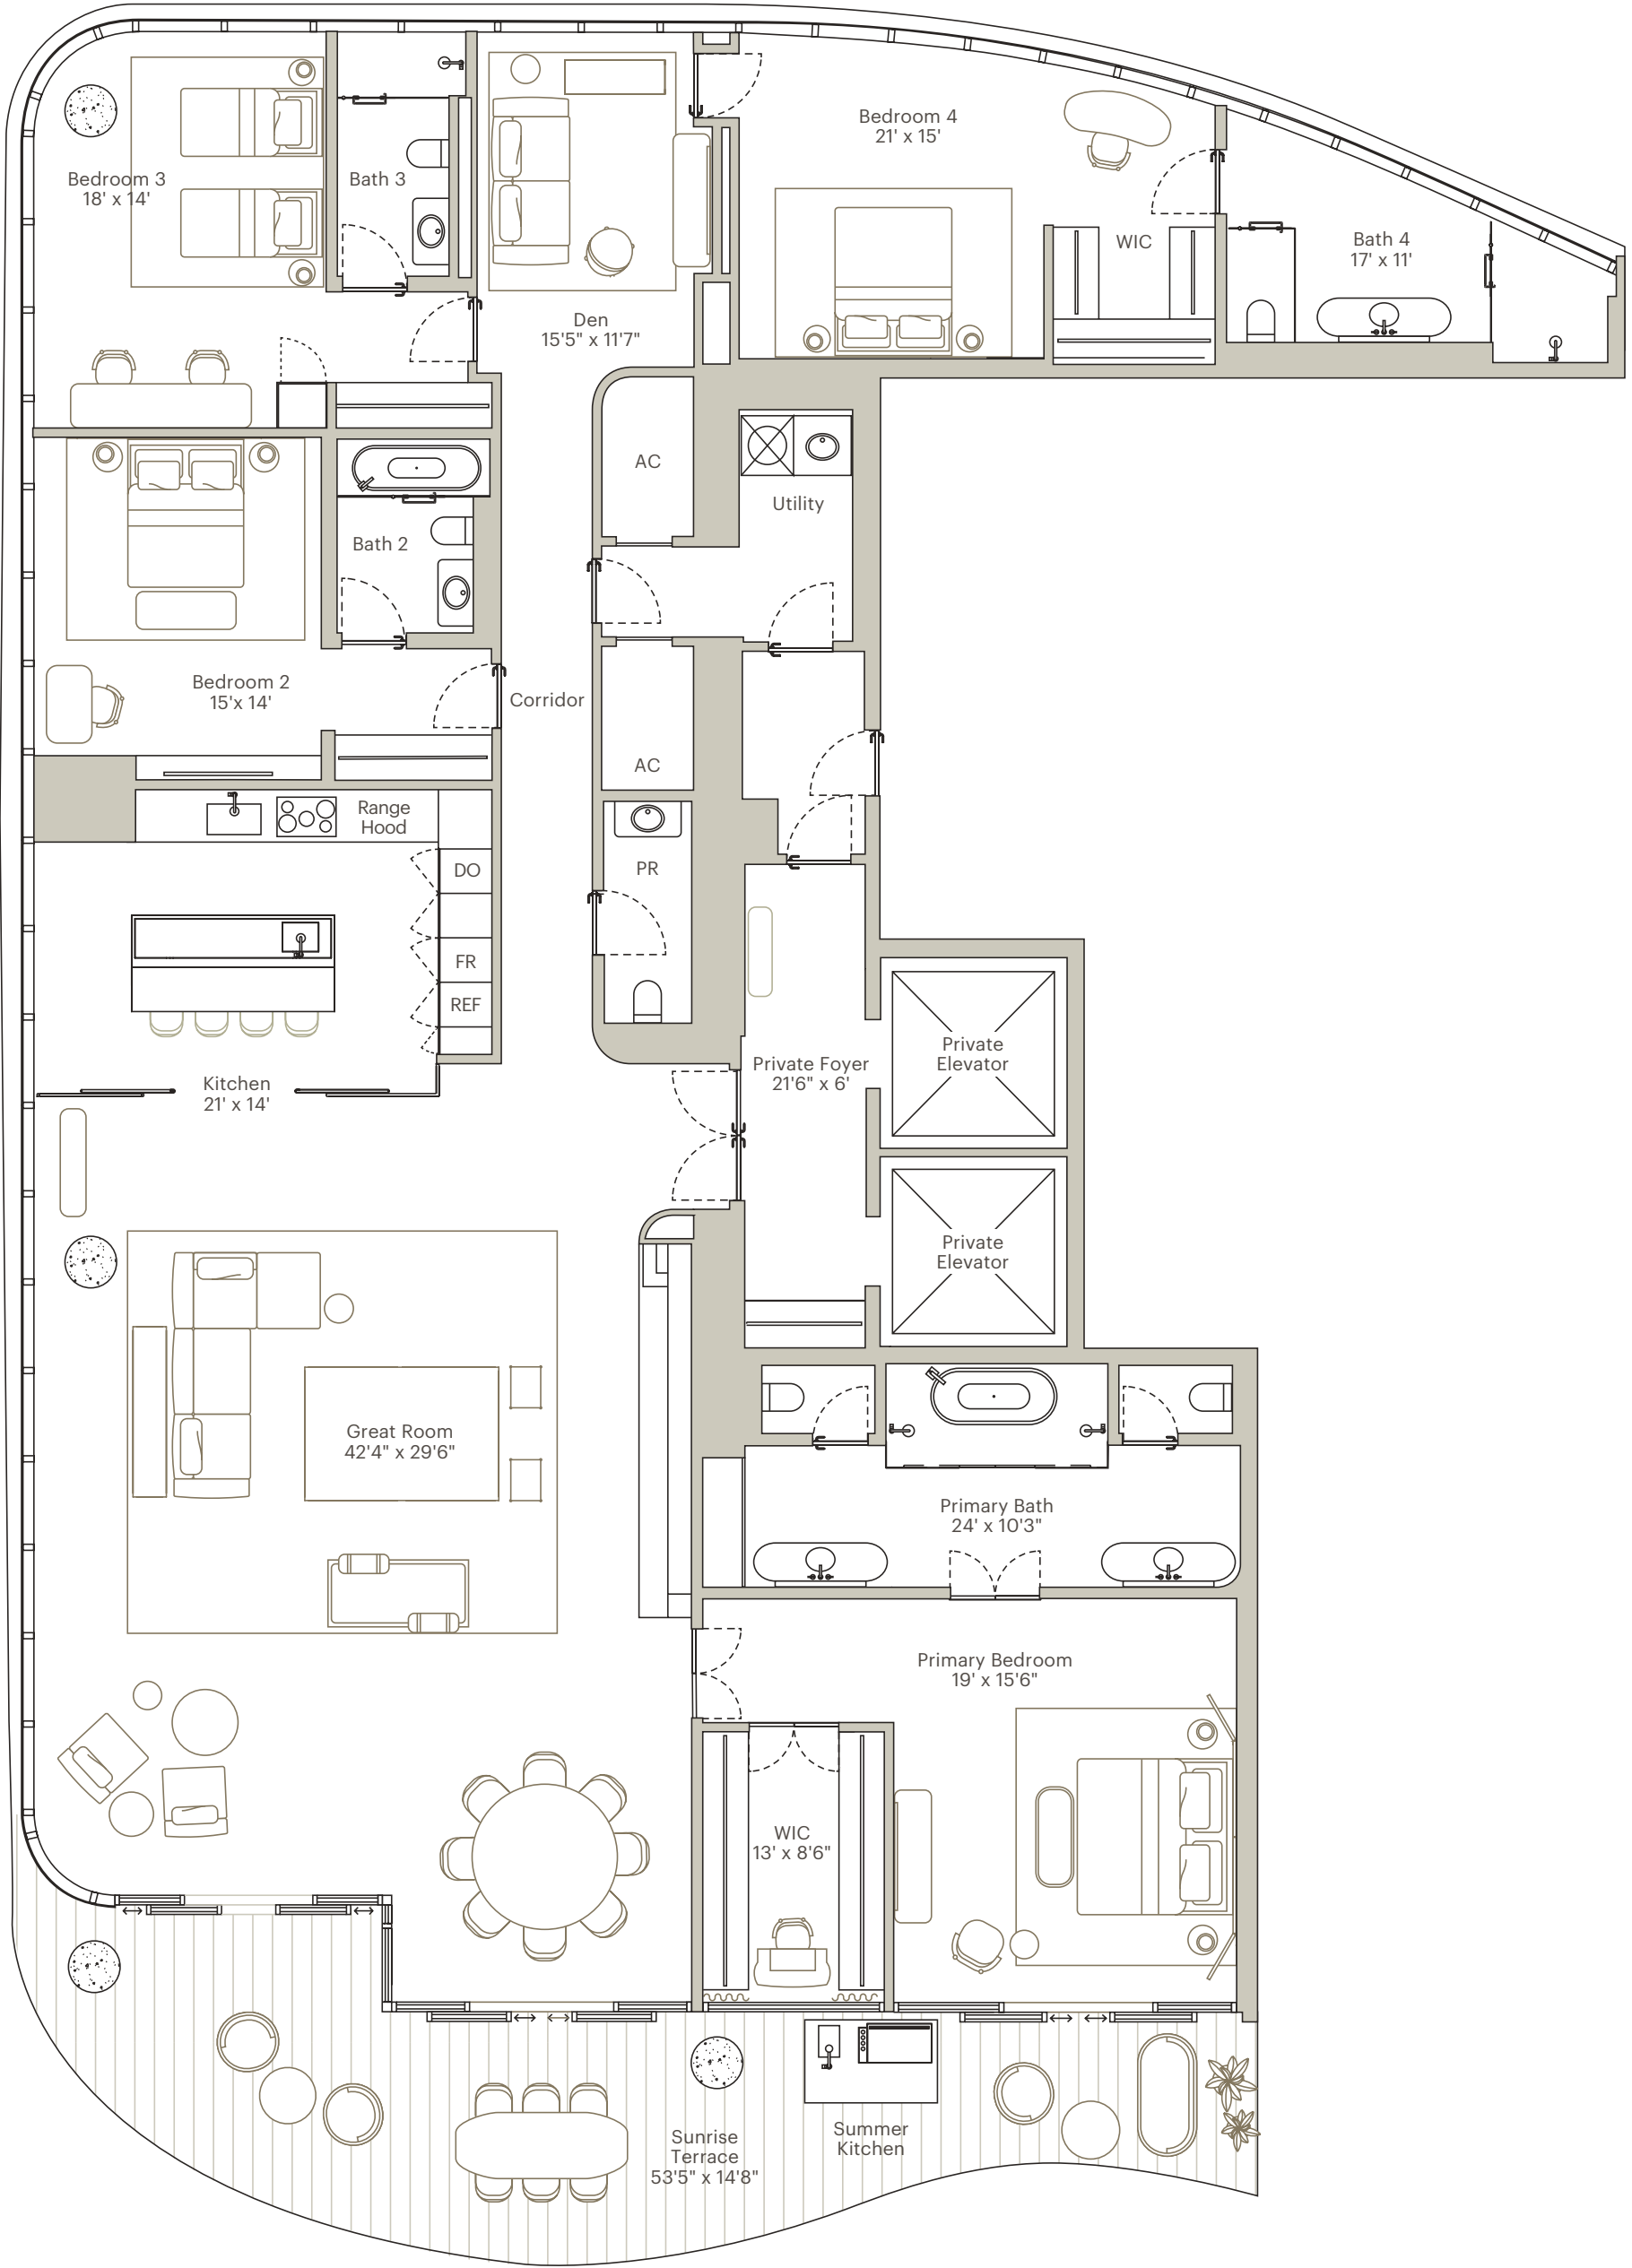 Bedroom 4
21' x 15'
Bedroom 3
18' x 14'
Bath 3
WIC
Bath 4
17' x 11'
Den
15'5" x 11'7"
AC
Utility
Bath 2
Bedroom 2
15'x 14'
Corridor
AC
Range
Hood
DO
PR
FR
REF
Kitchen
21' x 14'
Private Foyer
21'6" x 6'
Private
Elevator
Private
Elevator
Great Room
42'4" x 29'6"
Primary Bath
24' x 10'3"
Primary Bedroom
19' x 15'6"
WIC
13' x 8'6"
Sunrise
Terrace
53'5" x 14'8"
Summer
Kitchen